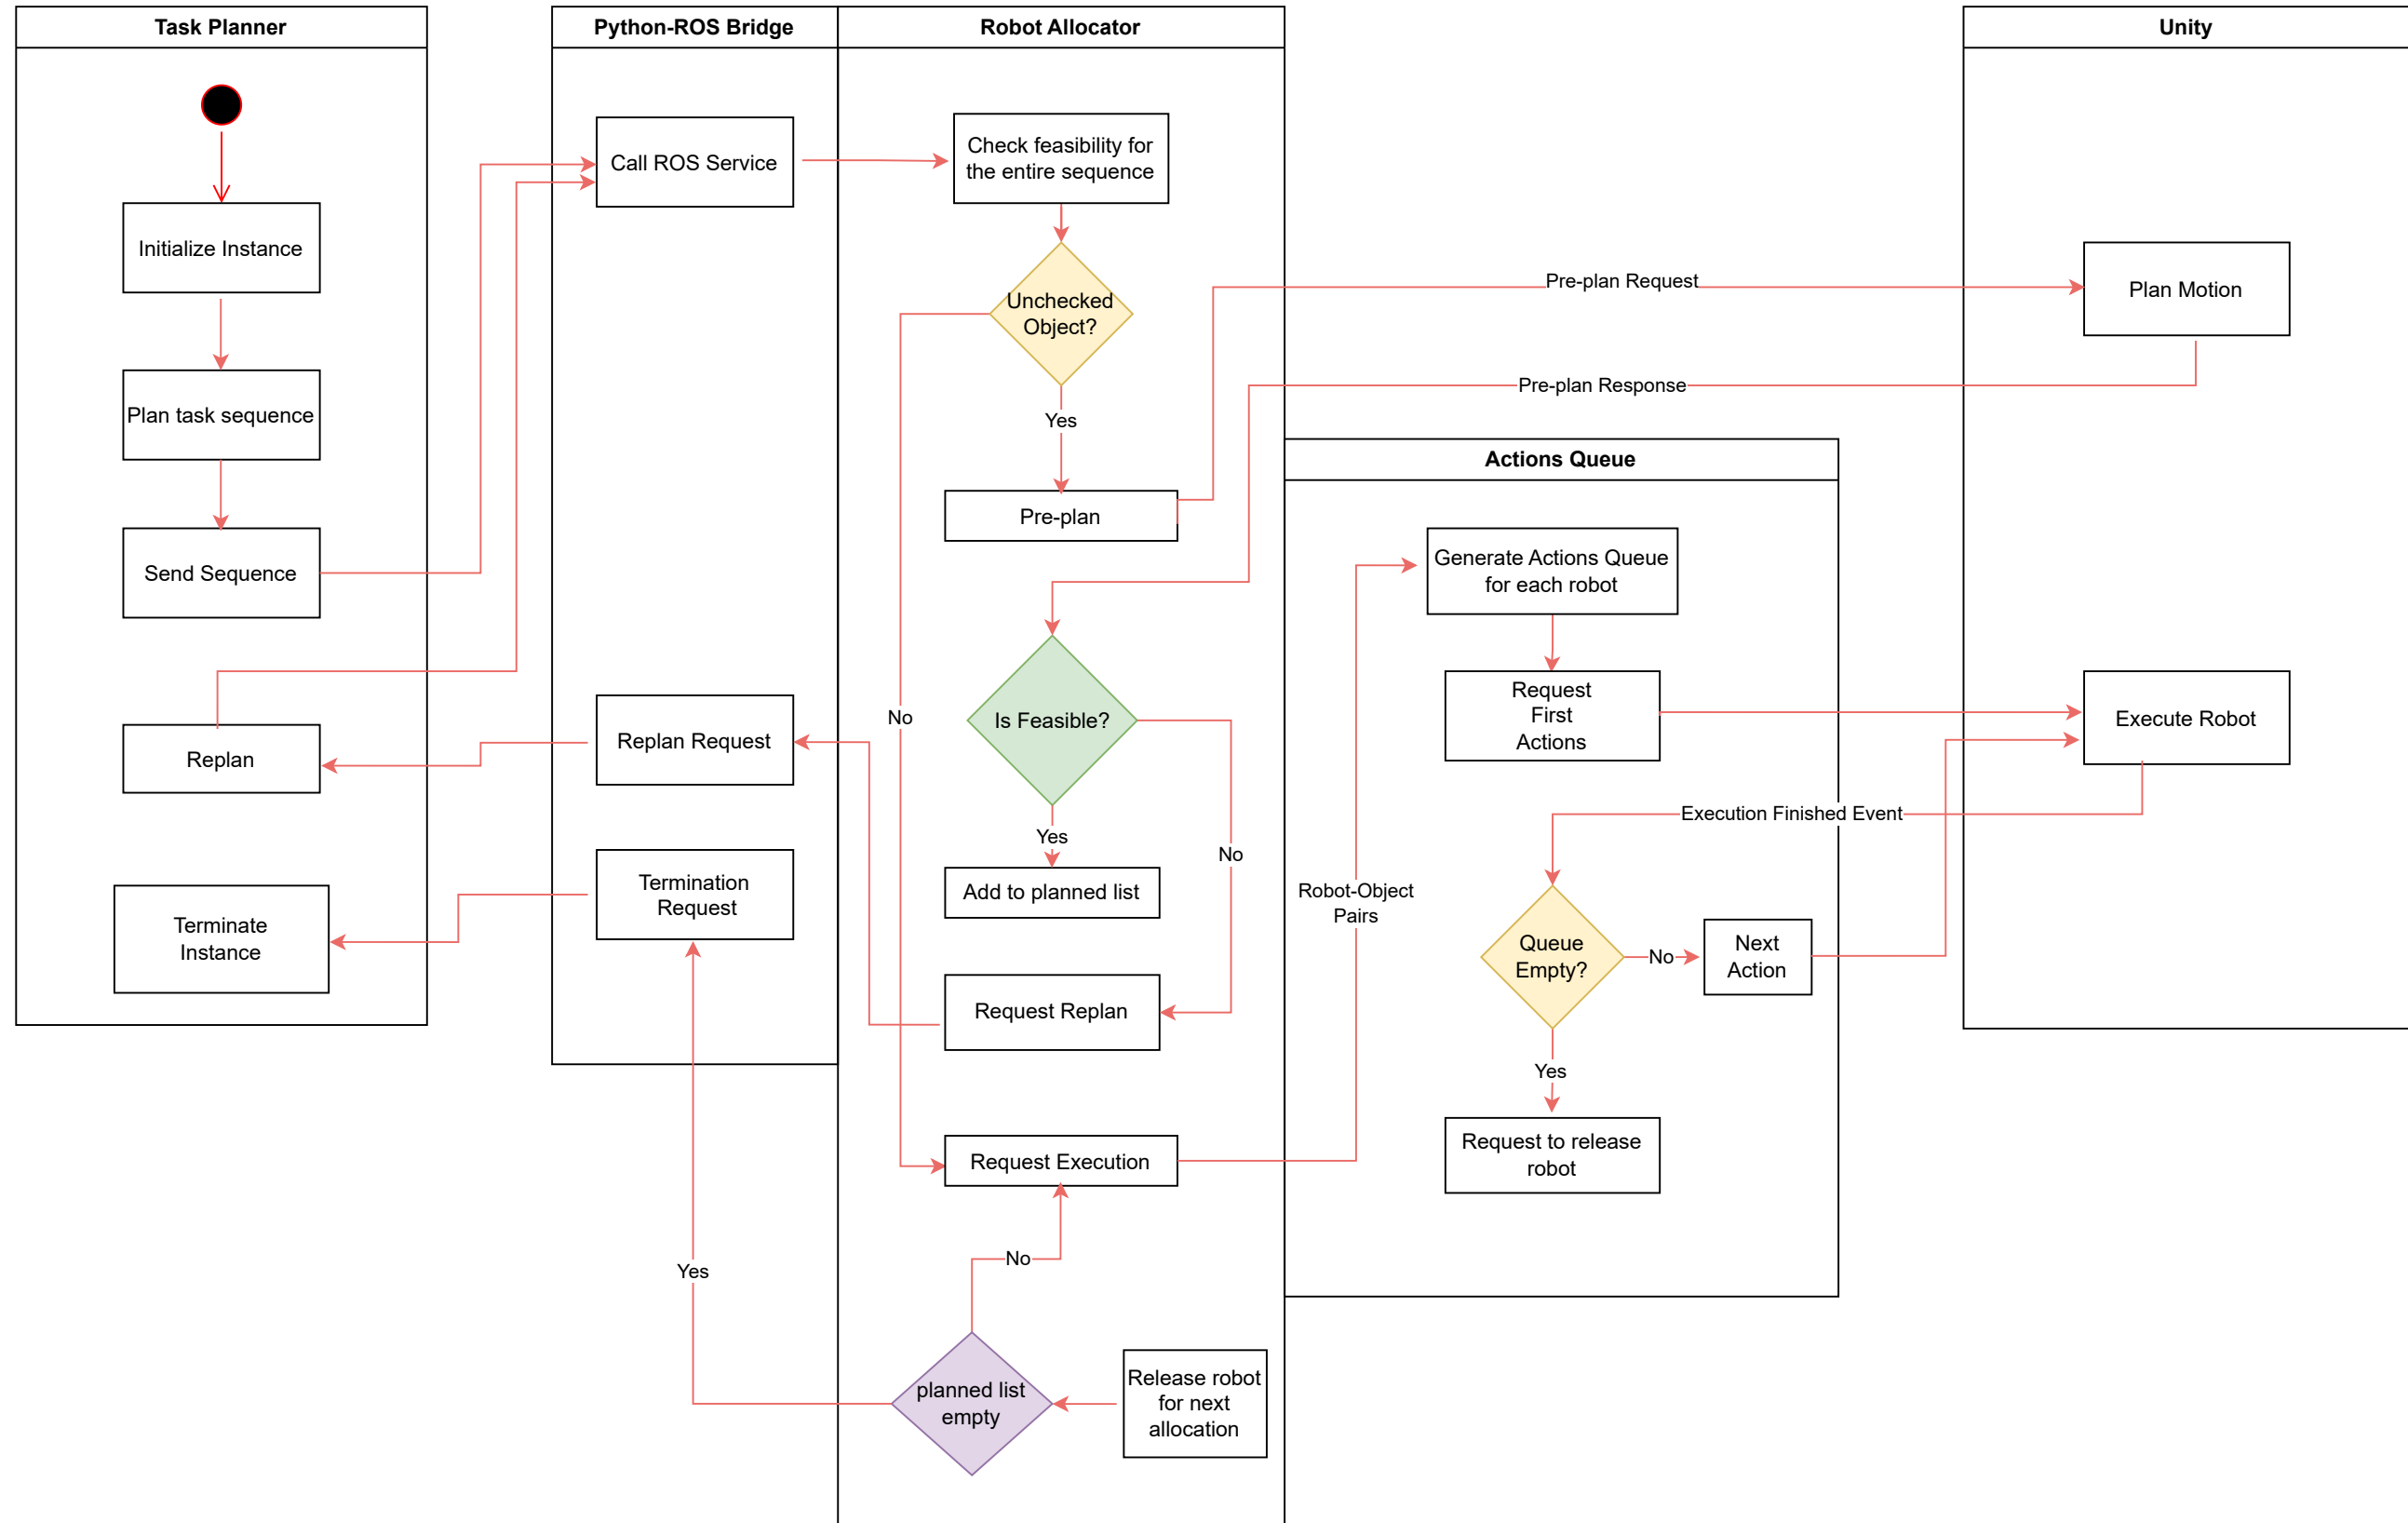 Task Planner
Initialize Instance
Plan task sequence
Send Sequence
Replan
Terminate
Instance
Python-ROS Bridge
Call ROS Service
Replan Request
Termination
Request
Yes
Robot Allocator
Check feasibility for
the entire sequence
Unchecked
Object?
Yes
No
Pre-plan
Is Feasible?
Yes
No
Add to planned list
Request Replan
Request Execution
No
planned list
empty
Release robot
for next
allocation
Pre-plan Request
Pre-plan Response
Actions Queue
Generate Actions Queue
for each robot
Request
First
Actions
Robot-Object
Pairs
Execution Finished Event
Queue
Empty?
No
Next
Action
Yes
Request to release
robot
Unity
Plan Motion
Execute Robot